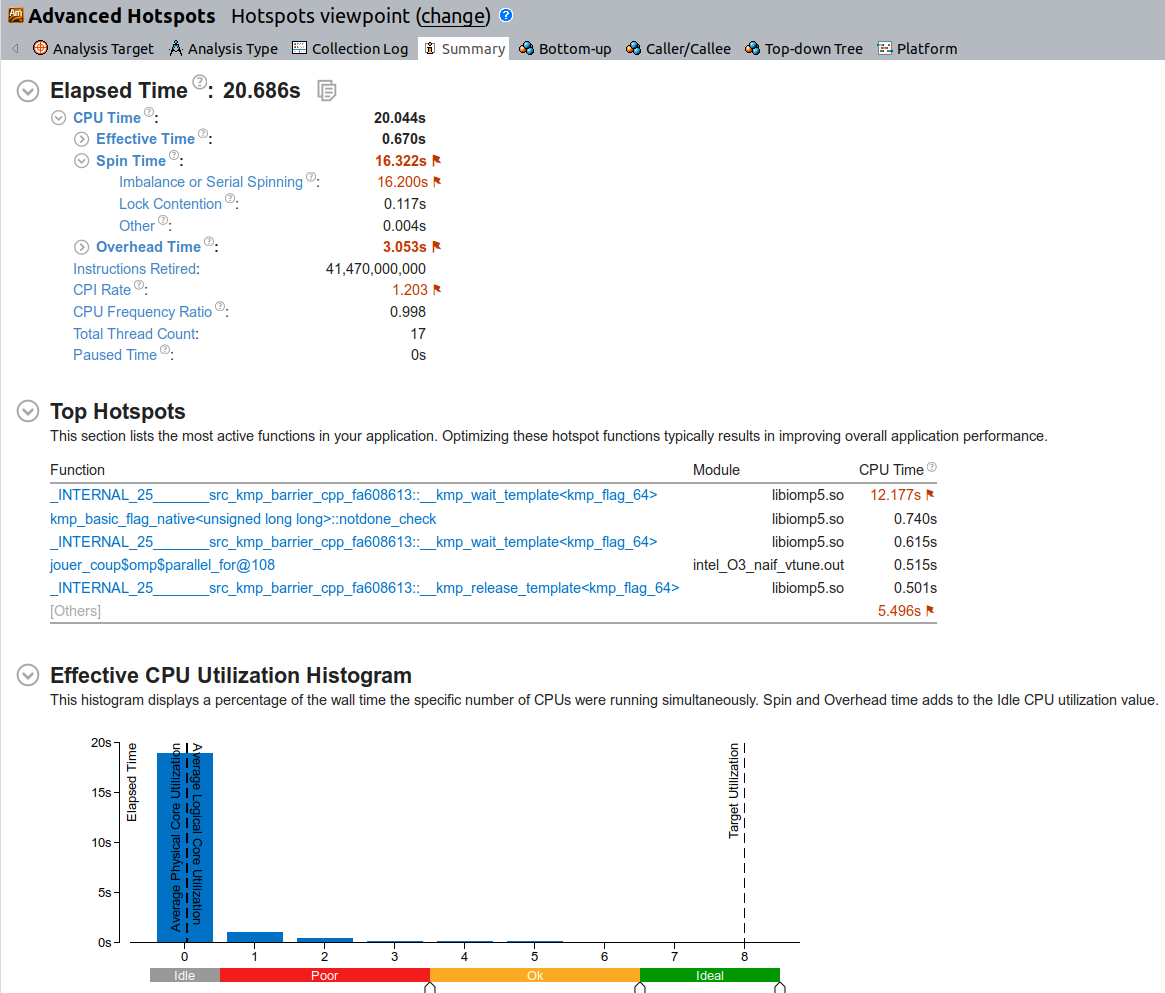 Advanced Hotspots Hotspots viewpoint (change) ?
Analysis Target Analysis Type Collection Log Summary Bottom-up Caller/Callee Top-down Tree Platform
Elapsed Time ?: 20.686s
CPU Time ?: 20.044s
Effective Time ?: 0.670s
Spin Time ?: 16.322s
Imbalance or Serial Spinning ?: 16.200s
Lock Contention ?: 0.117s
Other ?: 0.004s
Overhead Time ?: 3.053s
Instructions Retired: 41,470,000,000
CPI Rate ?: 1.203
CPU Frequency Ratio ?: 0.998
Total Thread Count: 17
Paused Time ?: 0s
Top Hotspots
This section lists the most active functions in your application. Optimizing these hotspot functions typically results in improving overall application performance.
Function Module CPU Time ?
_INTERNAL_25_______src_kmp_barrier_cpp_fa608613::__kmp_wait_template<kmp_flag_64> libiomp5.so 12.177s
kmp_basic_flag_native<unsigned long long>::notdone_check libiomp5.so 0.740s
_INTERNAL_25_______src_kmp_barrier_cpp_fa608613::__kmp_wait_template<kmp_flag_64> libiomp5.so 0.615s
jouer_coup$omp$parallel_for@108 intel_O3_naif_vtune.out 0.515s
_INTERNAL_25_______src_kmp_barrier_cpp_fa608613::__kmp_release_template<kmp_flag_64> libiomp5.so 0.501s
[Others] 5.496s
Effective CPU Utilization Histogram
This histogram displays a percentage of the wall time the specific number of CPUs were running simultaneously. Spin and Overhead time adds to the Idle CPU utilization value.
20s
15s
10s
5s
0s
Elapsed Time
Average Physical Core Utilization
Average Logical Core Utilization
Target Utilization
0 1 2 3 4 5 6 7 8
Idle Poor Ok Ideal